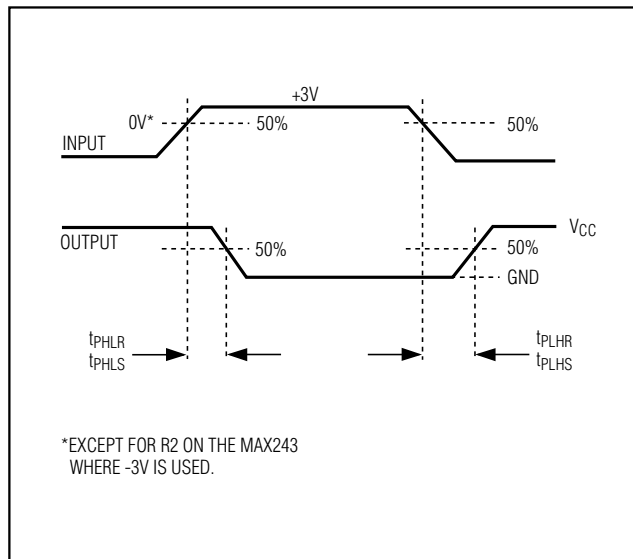 +3V
0V*
50%
50%
INPUT
OUTPUT
VCC
50%
50%
GND
tPHLR
tPHLS
tPLHR
tPLHS
*EXCEPT FOR R2 ON THE MAX243
WHERE -3V IS USED.